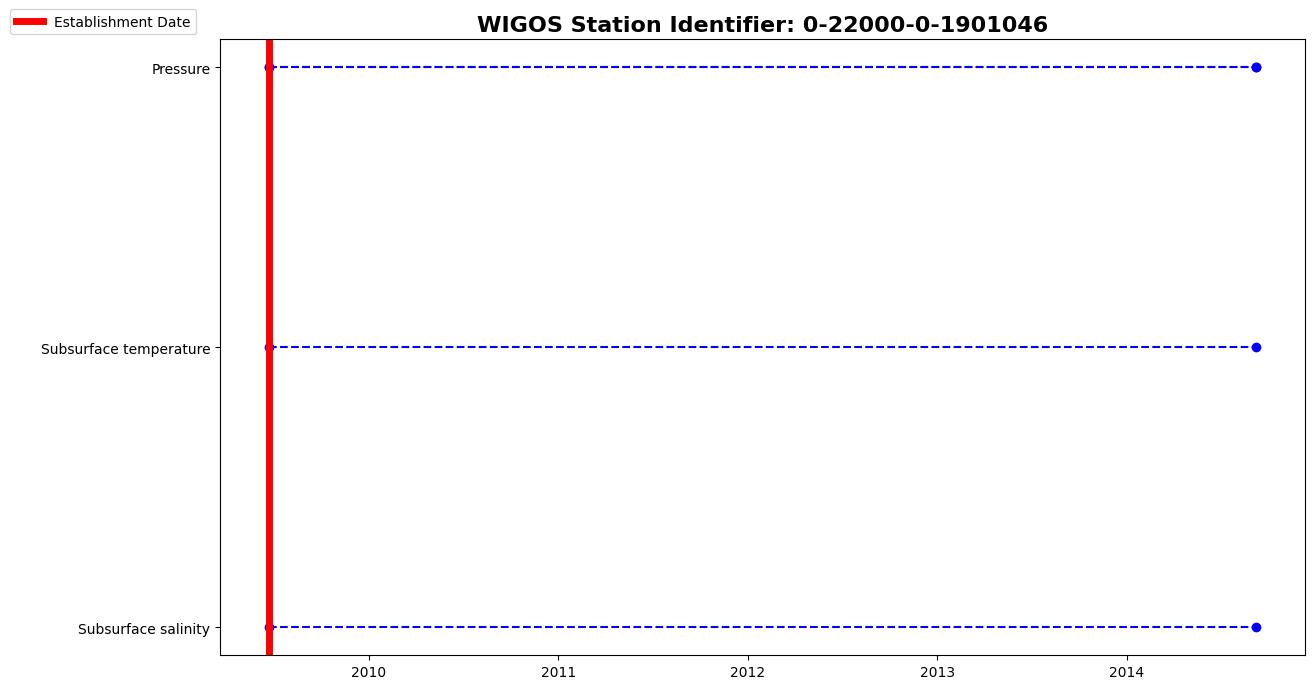 Establishment Date
WIGOS Station Identifier: 0-22000-0-1901046
Pressure
Subsurface temperature
Subsurface salinity
2010
2011
2012
2013
2014